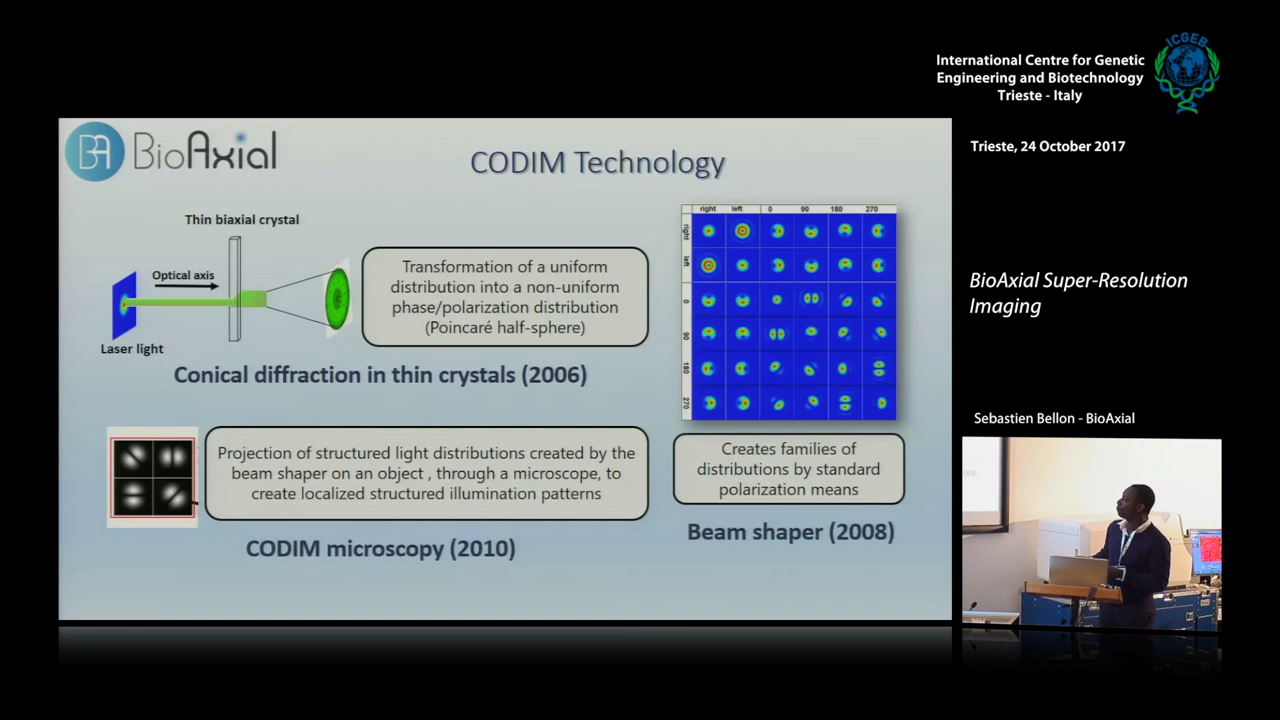 International Centre for Genetic
Engineering and Biotechnology
Trieste - Italy
ICGEB
Trieste, 24 October 2017
BioAxial Super-Resolution
Imaging
Sebastien Bellon - BioAxial
BA BioAxial
CODIM Technology
Thin biaxial crystal
Optical axis
Laser light
Transformation of a uniform
distribution into a non-uniform
phase/polarization distribution
(Poincaré half-sphere)
Conical diffraction in thin crystals (2006)
right left 0 90 180 270
right
left
0
90
180
270
Projection of structured light distributions created by the
beam shaper on an object , through a microscope, to
create localized structured illumination patterns
CODIM microscopy (2010)
Creates families of
distributions by standard
polarization means
Beam shaper (2008)